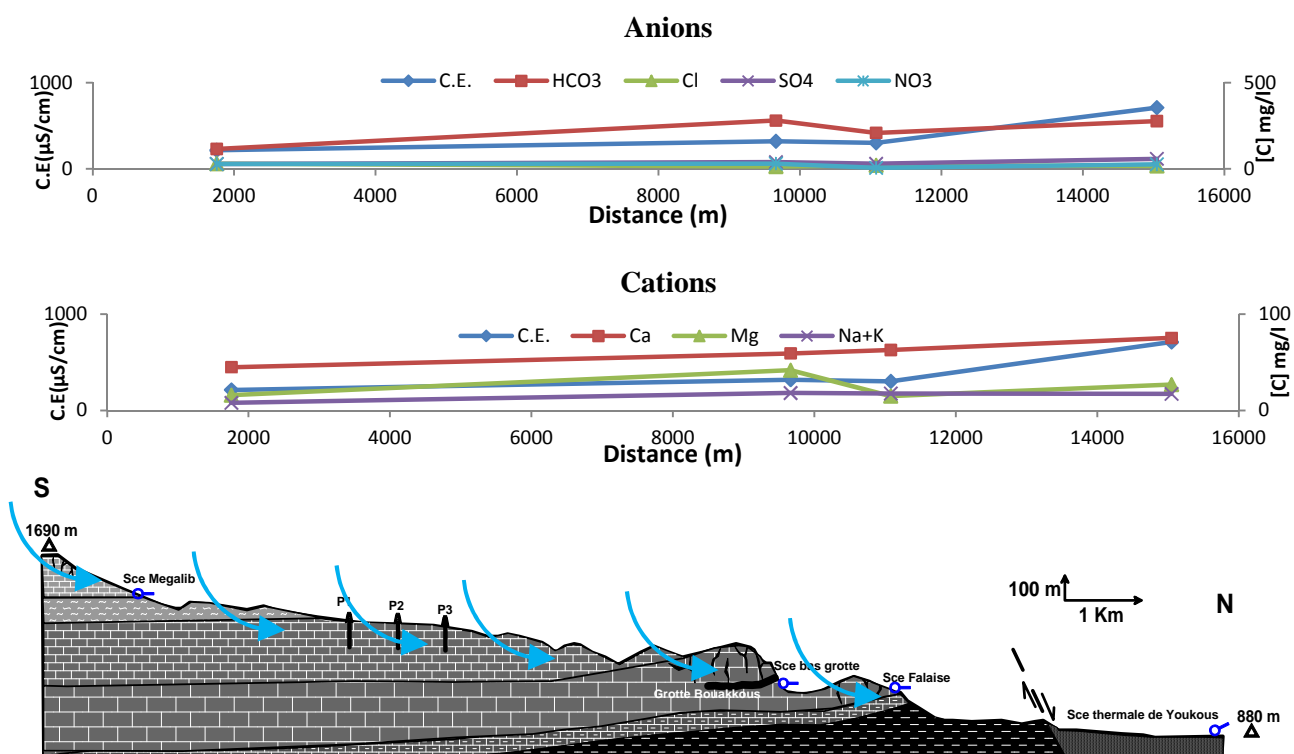 Anions
C.E. HCO3 Cl SO4 NO3
1000 500
C.E(µS/cm) [C] mg/l
0 0
0 2000 4000 6000 8000 10000 12000 14000 16000
Distance (m)
Cations
1000 100
C.E. Ca Mg Na+K
C.E(µS/cm) [C] mg/l
0 0
0 2000 4000 6000 8000 10000 12000 14000 16000
Distance (m)
S
1690 m
Sce Megalib
100 m
1 Km
N
P1 P2 P3
Sce bas grotte
Grotte Bouakkous
Sce Falaise
Sce thermale de Youkous 880 m